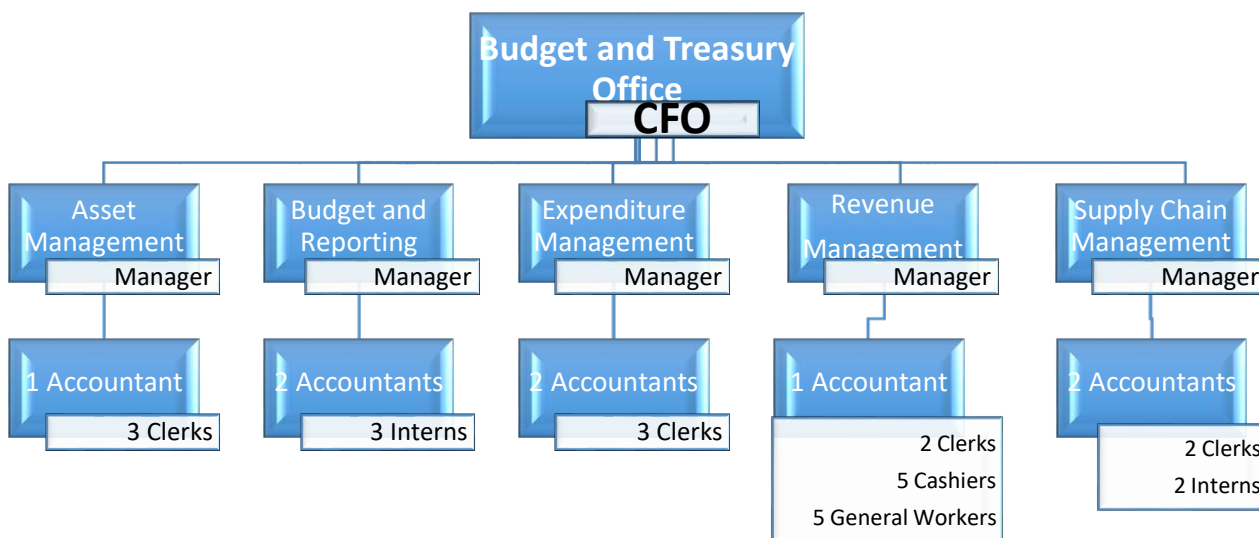 Budget and Treasury
Office
CFO
Asset
Management
Manager
Budget and
Reporting
Manager
Expenditure
Management
Manager
Revenue
Management
Manager
Supply Chain
Management
Manager
1 Accountant
3 Clerks
2 Accountants
3 Interns
2 Accountants
3 Clerks
1 Accountant
2 Clerks
5 Cashiers
5 General Workers
2 Accountants
2 Clerks
2 Interns